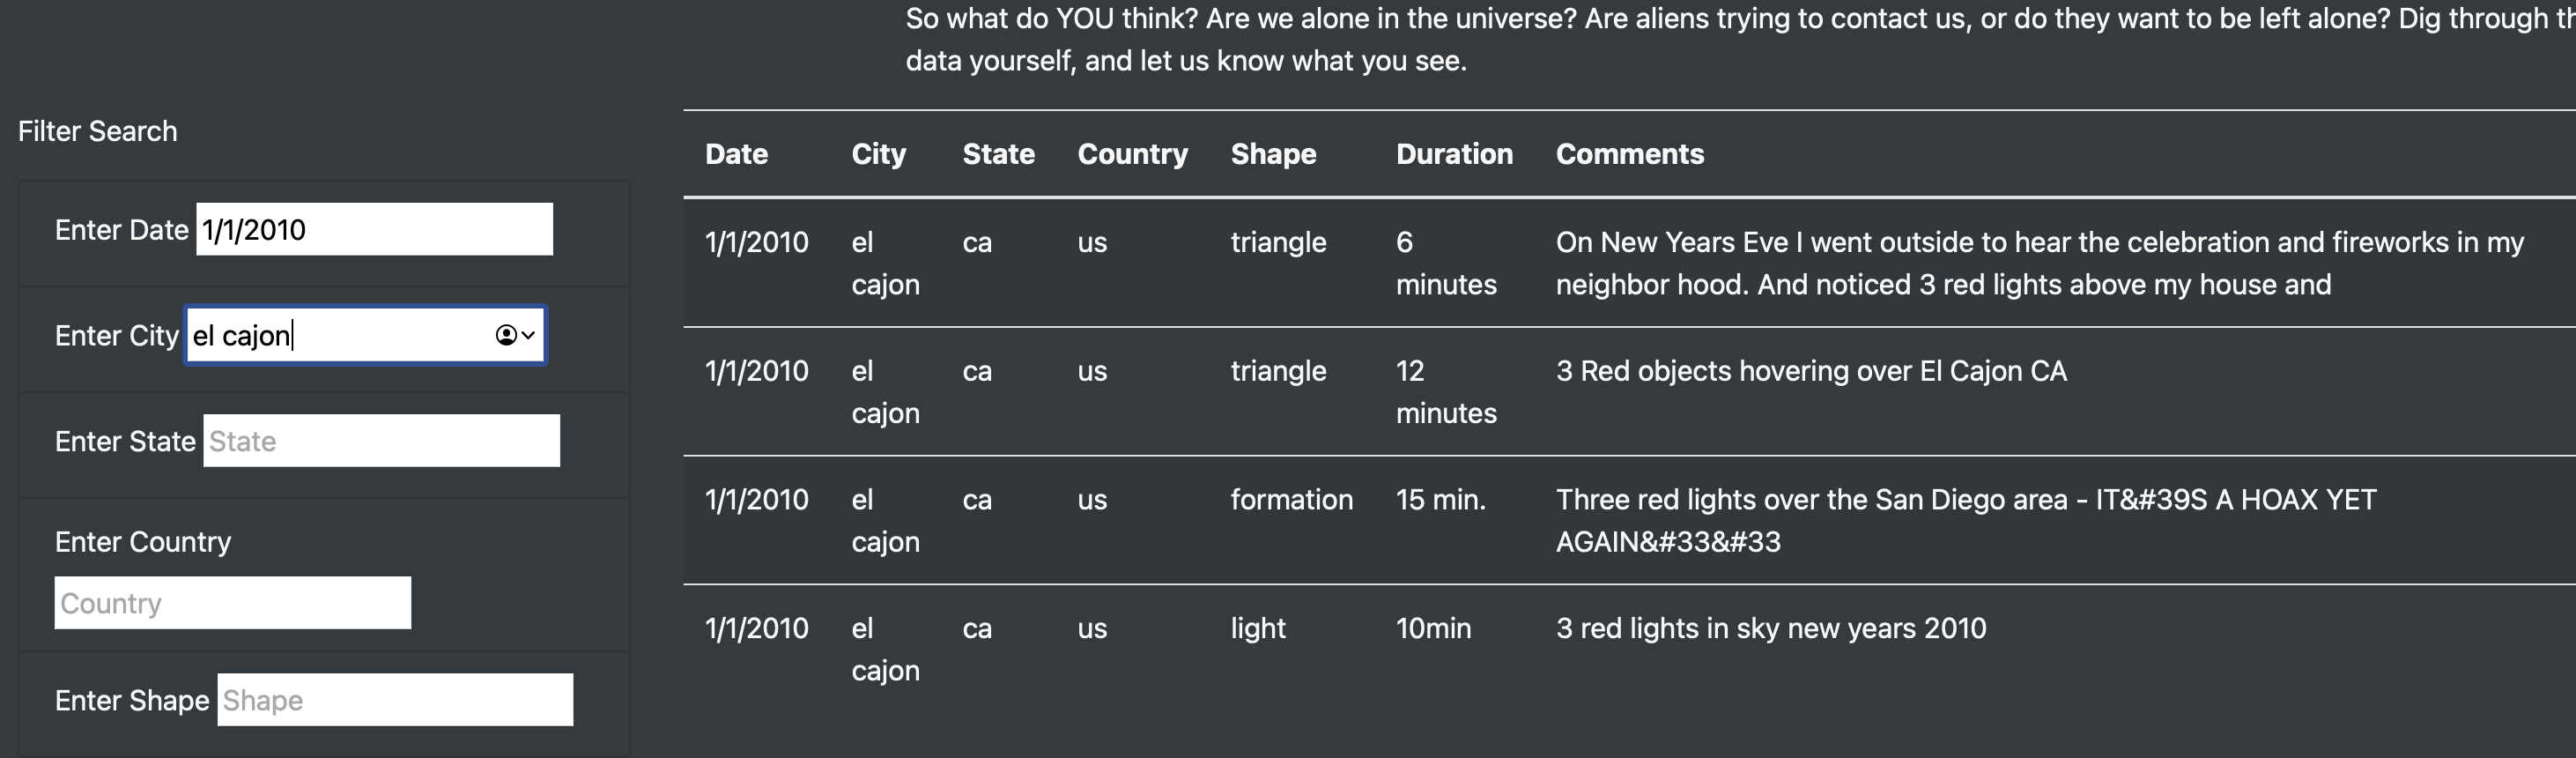 So what do YOU think? Are we alone in the universe? Are aliens trying to contact us, or do they want to be left alone? Dig through
data yourself, and let us know what you see.
Filter Search
Enter Date 1/1/2010
Enter City el cajon
Enter State State
Enter Country
Country
Enter Shape Shape
Date City State Country Shape Duration Comments
1/1/2010 el ca us triangle 6 On New Years Eve I went outside to hear the celebration and fireworks in my
cajon minutes neighbor hood. And noticed 3 red lights above my house and
1/1/2010 el ca us triangle 12 3 Red objects hovering over El Cajon CA
cajon minutes
1/1/2010 el ca us formation 15 min. Three red lights over the San Diego area - IT&#39S A HOAX YET
cajon AGAIN&#33&#33
1/1/2010 el ca us light 10min 3 red lights in sky new years 2010
cajon